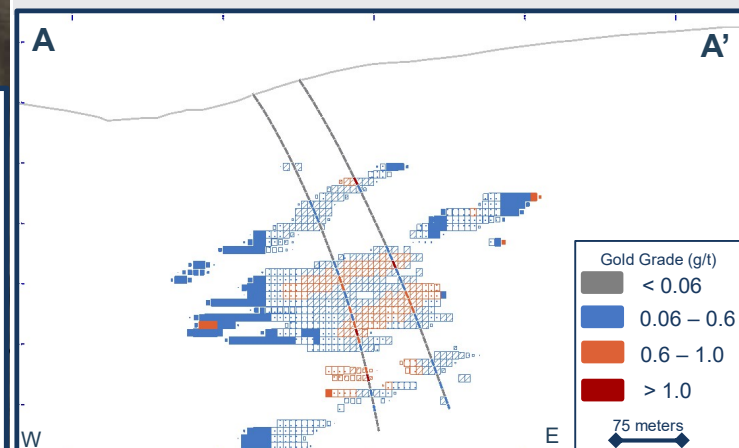 A
A’
Gold Grade (g/t)
< 0.06
0.06 – 0.6
0.6 – 1.0
> 1.0
75 meters
W
E